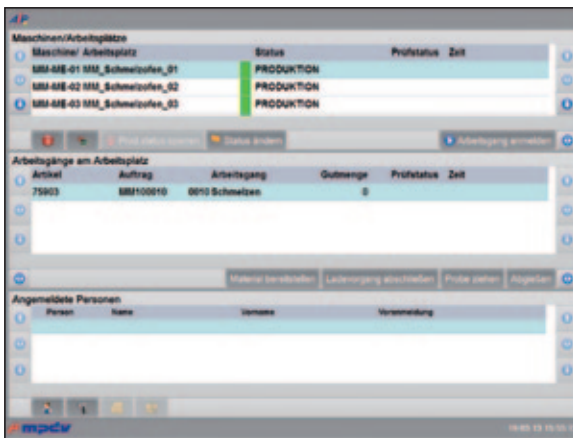 Maschinen/Arbeitsplätze
Maschine/ Arbeitsplatz Status Prüfstatus Zeit
MM-ME-01 MM_Schmelzofen_01 PRODUKTION
MM-ME-02 MM_Schmelzofen_02 PRODUKTION
MM-ME-03 MM_Schmelzofen_03 PRODUKTION
Status ändern Arbeitsgang anmelden
Arbeitsgänge am Arbeitsplatz
Artikel Auftrag Arbeitsgang Gutmenge Prüfstatus Zeit
75903 MM100010 0010 Schmelzen 0
Material bereitstellen Ladevorgang abschließen Probe ziehen Abgießen
Angemeldete Personen
Person Name Vorname Voranmeldung
mpdv